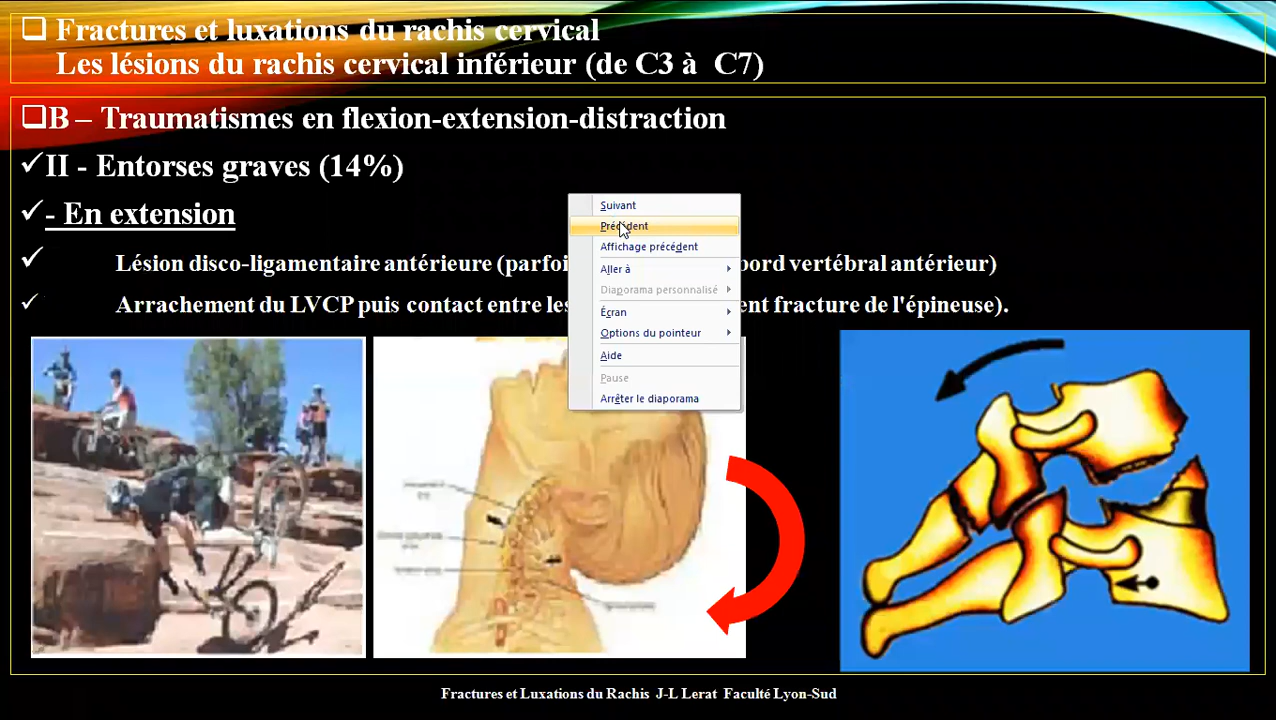 Fractures et luxations du rachis cervical
Les lésions du rachis cervical inférieur (de C3 à C7)
B – Traumatismes en flexion-extension-distraction
II - Entorses graves (14%)
- En extension
Lésion disco-ligamentaire antérieure (parfoi bord vertébral antérieur)
Arrachement du LVCP puis contact entre les nt fracture de l'épineuse).
Suivant
Précédent
Affichage précédent
Aller à
Diaporama personnalisé
Écran
Options du pointeur
Aide
Pause
Arrêter le diaporama
Fractures et Luxations du Rachis J-L Lerat Faculté Lyon-Sud